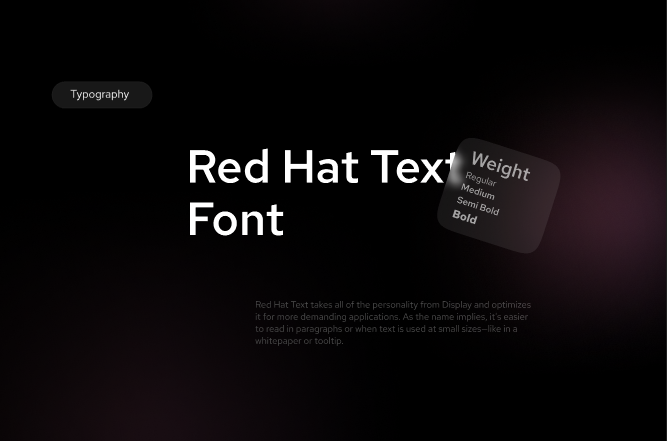 Typography
Red Hat Text
Font
Weight
Regular
Medium
Semi Bold
Bold
Red Hat Text takes all of the personality from Display and optimizes
it for more demanding applications. As the name implies, it's easier
to read in paragraphs or when text is used at small sizes—like in a
whitepaper or tooltip.